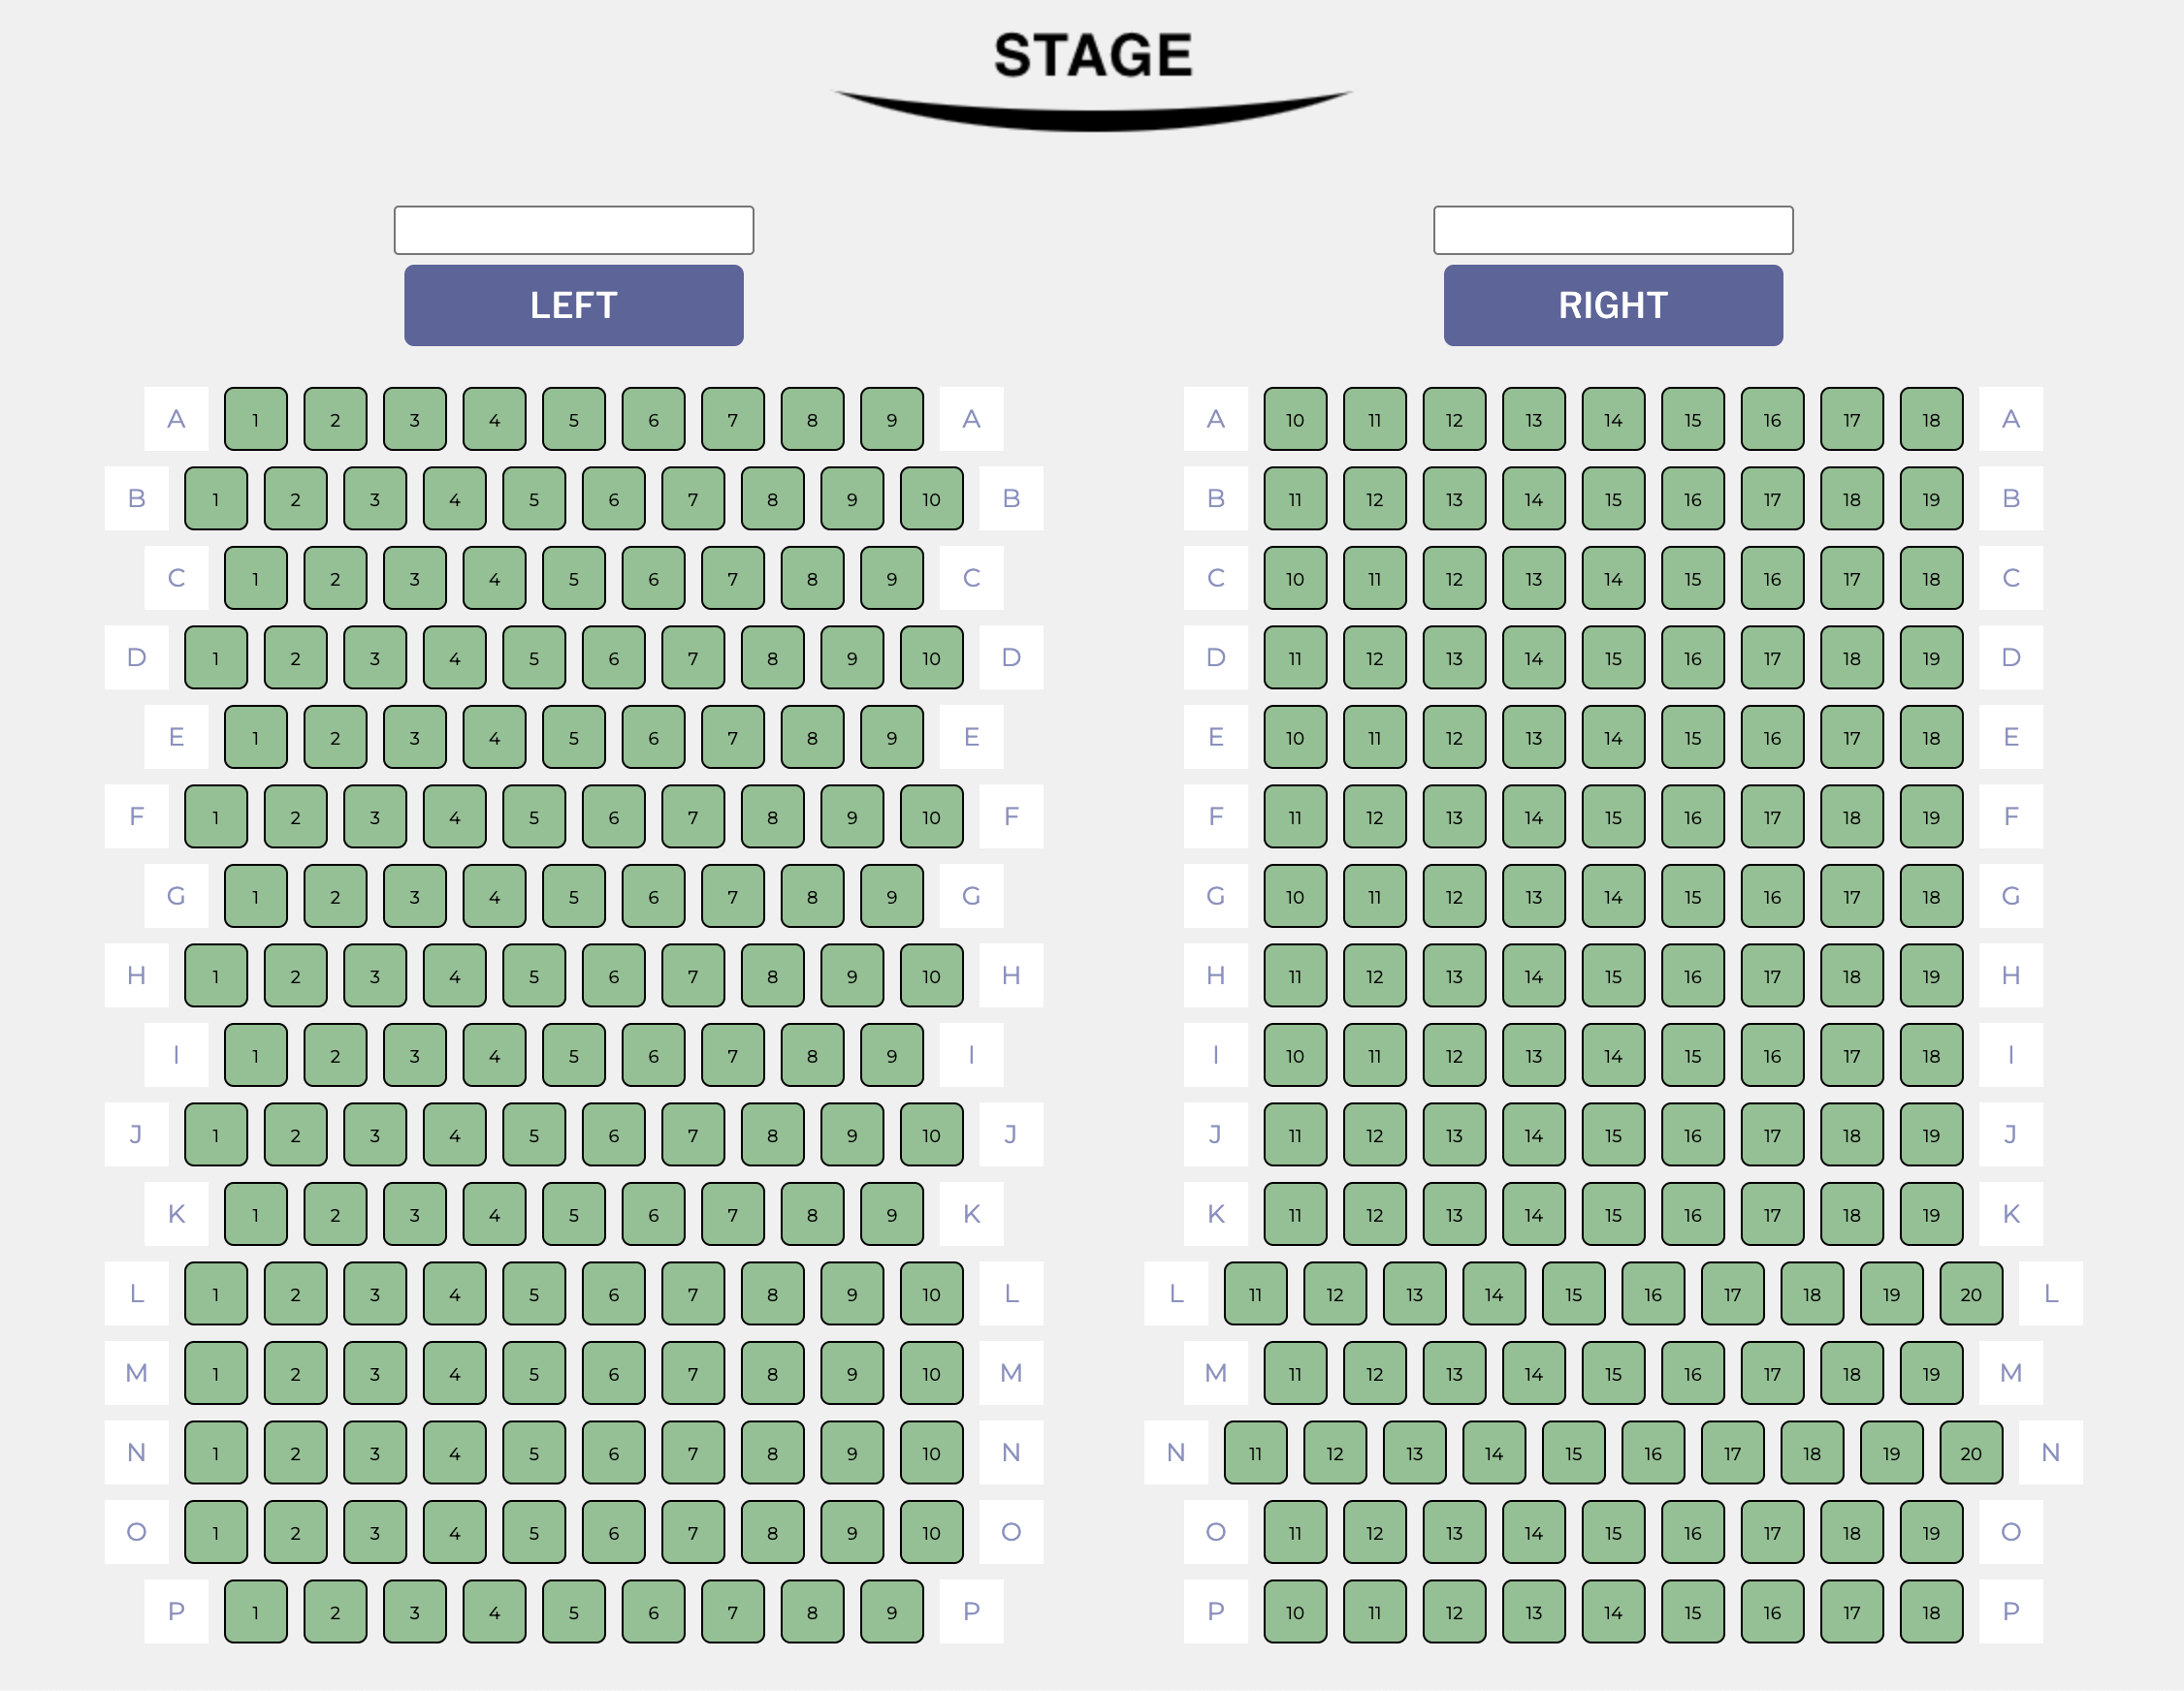 STAGE
LEFT
RIGHT
A 1 2 3 4 5 6 7 8 9 A A 10 11 12 13 14 15 16 17 18 A
B 1 2 3 4 5 6 7 8 9 10 B B 11 12 13 14 15 16 17 18 19 B
C 1 2 3 4 5 6 7 8 9 C C 10 11 12 13 14 15 16 17 18 C
D 1 2 3 4 5 6 7 8 9 10 D D 11 12 13 14 15 16 17 18 19 D
E 1 2 3 4 5 6 7 8 9 E E 10 11 12 13 14 15 16 17 18 E
F 1 2 3 4 5 6 7 8 9 10 F F 11 12 13 14 15 16 17 18 19 F
G 1 2 3 4 5 6 7 8 9 G G 10 11 12 13 14 15 16 17 18 G
H 1 2 3 4 5 6 7 8 9 10 H H 11 12 13 14 15 16 17 18 19 H
I 1 2 3 4 5 6 7 8 9 I I 10 11 12 13 14 15 16 17 18 I
J 1 2 3 4 5 6 7 8 9 10 J J 11 12 13 14 15 16 17 18 19 J
K 1 2 3 4 5 6 7 8 9 K K 11 12 13 14 15 16 17 18 19 K
L 1 2 3 4 5 6 7 8 9 10 L L 11 12 13 14 15 16 17 18 19 20 L
M 1 2 3 4 5 6 7 8 9 10 M M 11 12 13 14 15 16 17 18 19 M
N 1 2 3 4 5 6 7 8 9 10 N N 11 12 13 14 15 16 17 18 19 20 N
O 1 2 3 4 5 6 7 8 9 10 O O 11 12 13 14 15 16 17 18 19 O
P 1 2 3 4 5 6 7 8 9 P P 10 11 12 13 14 15 16 17 18 P